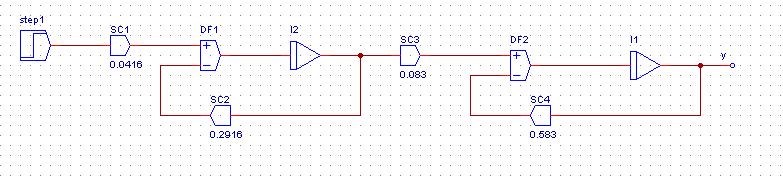 step1
SC1
0.0416
DF1
+
−
I2
SC2
0.2916
SC3
0.083
DF2
+
−
I1
SC4
0.583
y